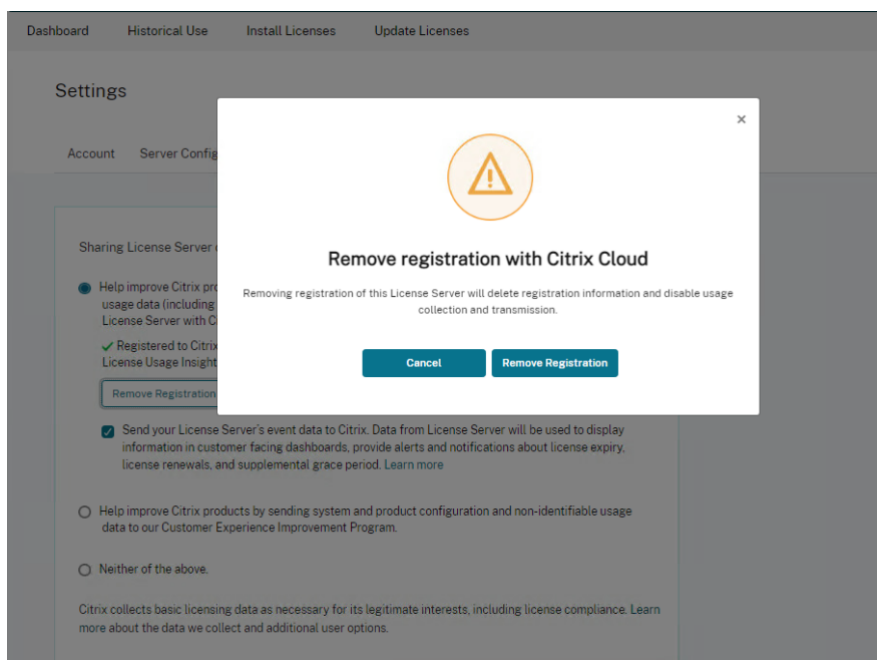 Dashboard Historical Use Install Licenses Update Licenses
Settings
Account Server Config
×
Remove registration with Citrix Cloud
Removing registration of this License Server will delete registration information and disable usage
collection and transmission.
Cancel Remove Registration
Sharing License Server
Help improve Citrix pro
usage data (including
License Server with C
Registered to Citrix
License Usage Insight
Remove Registration
Send your License Server's event data to Citrix. Data from License Server will be used to display
information in customer facing dashboards, provide alerts and notifications about license expiry,
license renewals, and supplemental grace period. Learn more
Help improve Citrix products by sending system and product configuration and non-identifiable usage
data to our Customer Experience Improvement Program.
Neither of the above.
Citrix collects basic licensing data as necessary for its legitimate interests, including license compliance. Learn
more about the data we collect and additional user options.